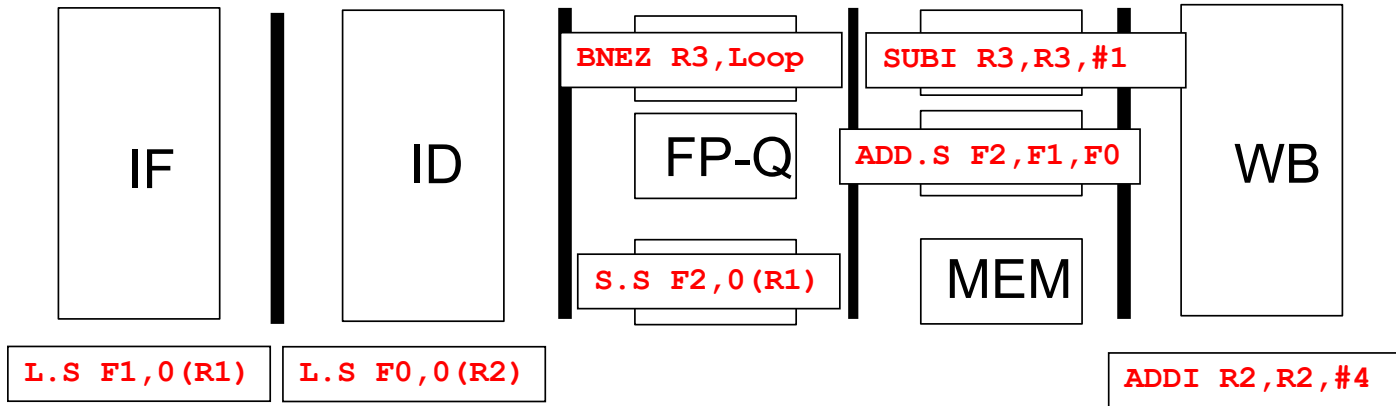 BNEZ R3,Loop
SUBI R3,R3,#1
IF
ID
FP-Q
ADD.S F2,F1,F0
WB
S.S F2,0(R1)
MEM
L.S F1,0(R1)
L.S F0,0(R2)
ADDI R2,R2,#4